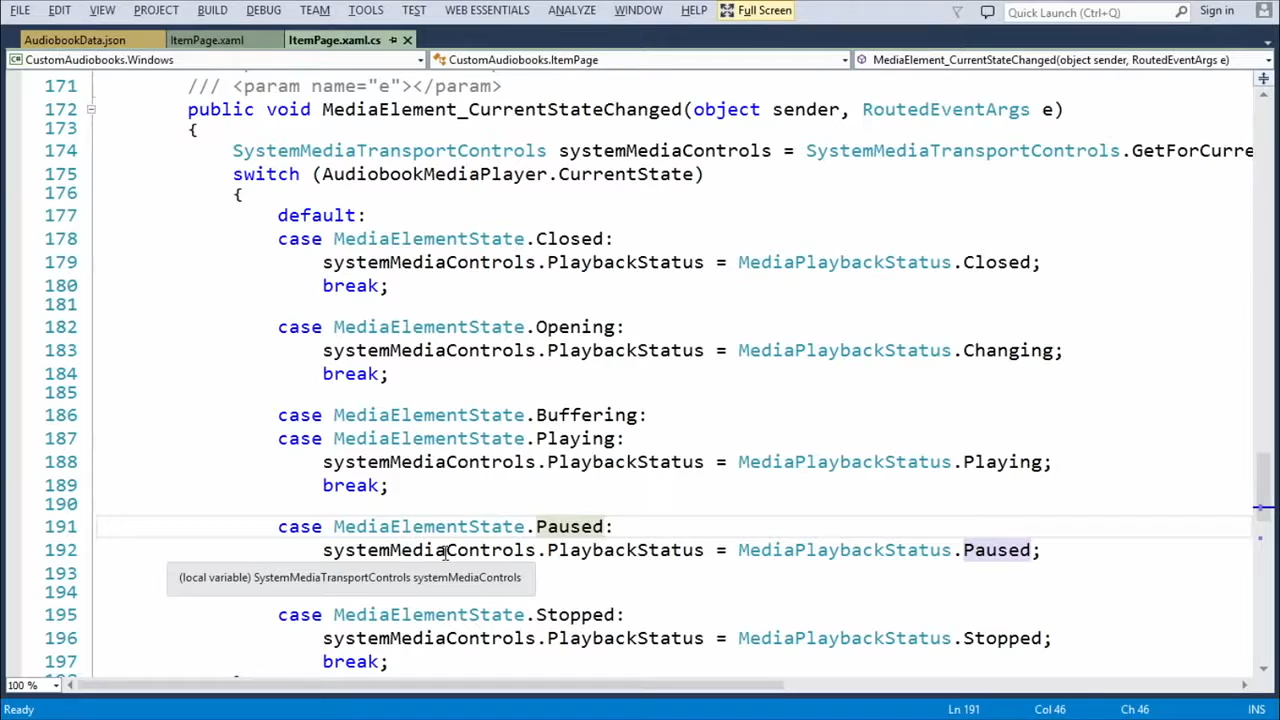 FILE EDIT VIEW PROJECT BUILD DEBUG TEAM TOOLS TEST WEB ESSENTIALS ANALYZE WINDOW HELP Full Screen Quick Launch (Ctrl+Q) Sign in
AudiobookData.json ItemPage.xaml ItemPage.xaml.cs
CustomAudiobooks.Windows CustomAudiobooks.ItemPage MediaElement_CurrentStateChanged(object sender, RoutedEventArgs e)
171 /// <param name="e"></param>
172 public void MediaElement_CurrentStateChanged(object sender, RoutedEventArgs e)
173 {
174 SystemMediaTransportControls systemMediaControls = SystemMediaTransportControls.GetForCurre
175 switch (AudiobookMediaPlayer.CurrentState)
176 {
177 default:
178 case MediaElementState.Closed:
179 systemMediaControls.PlaybackStatus = MediaPlaybackStatus.Closed;
180 break;
181
182 case MediaElementState.Opening:
183 systemMediaControls.PlaybackStatus = MediaPlaybackStatus.Changing;
184 break;
185
186 case MediaElementState.Buffering:
187 case MediaElementState.Playing:
188 systemMediaControls.PlaybackStatus = MediaPlaybackStatus.Playing;
189 break;
190
191 case MediaElementState.Paused:
192 systemMediaControls.PlaybackStatus = MediaPlaybackStatus.Paused;
193
(local variable) SystemMediaTransportControls systemMediaControls
194
195 case MediaElementState.Stopped:
196 systemMediaControls.PlaybackStatus = MediaPlaybackStatus.Stopped;
197 break;
100 %
Ready Ln 191 Col 46 Ch 46 INS